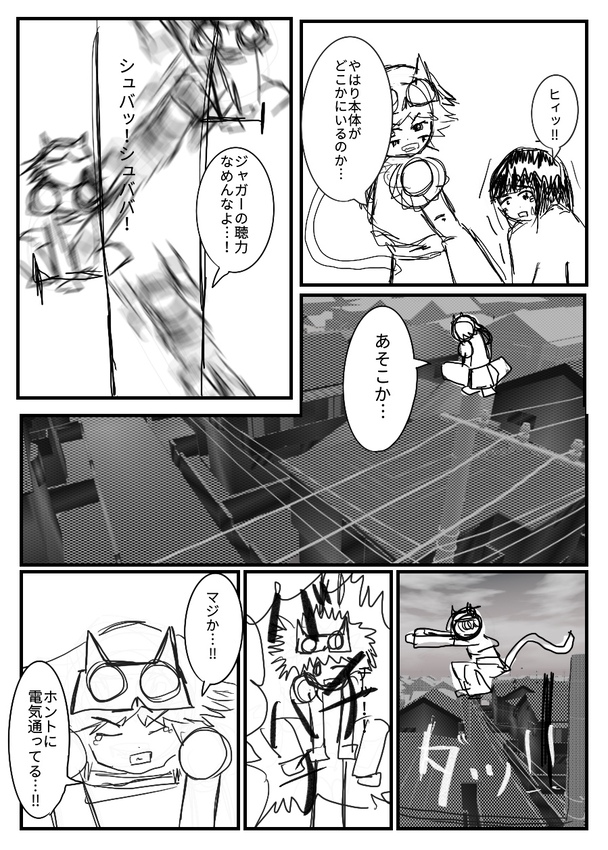 ヒィッ!!
やはり本体が
どこかにいるのか…
シュバッ!シュババ!
ジャガーの聴力
なめんなよ…!
あそこか…
タッ!!
マジか…!!
ホントに
電気通ってる…!!